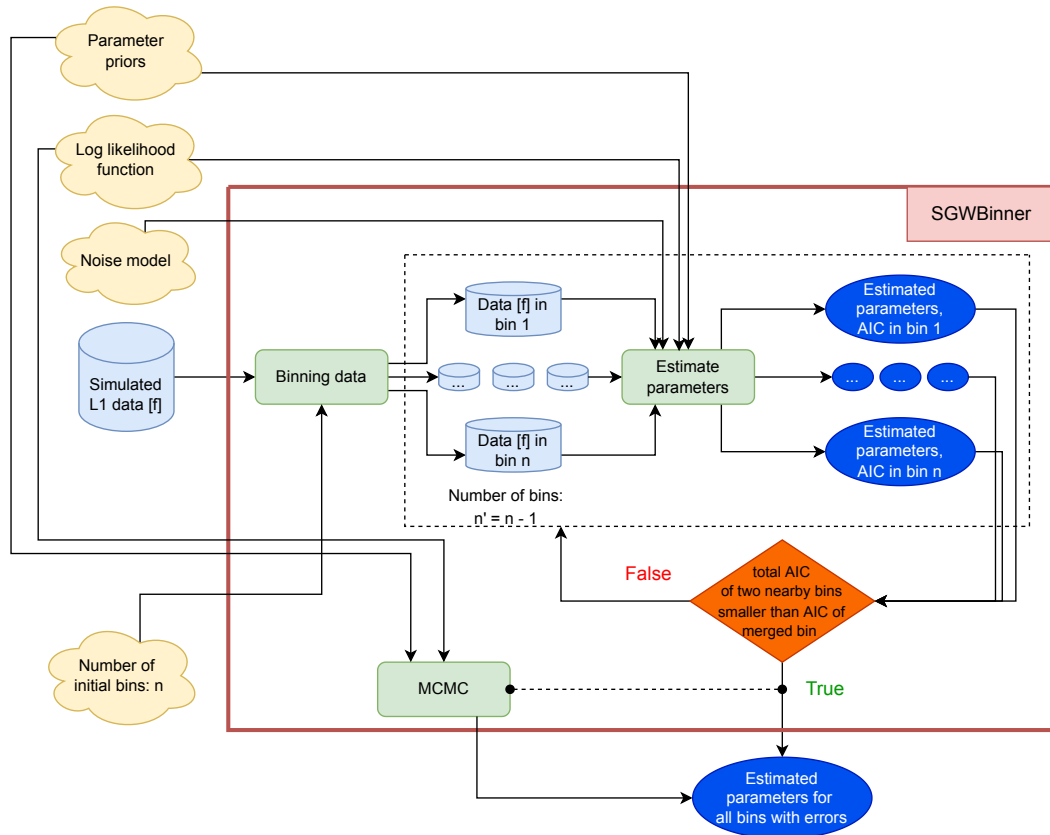 Parameter
priors
Log likelihood
function
SGWBinner
Noise model
Data [f] in
bin 1
Estimated
parameters,
AIC in bin 1
Simulated
L1 data [f]
Binning data
... ... ...
Estimate
parameters
... ... ...
Data [f] in
bin n
Estimated
parameters,
AIC in bin n
Number of bins:
n' = n - 1
False
total AIC
of two nearby bins
smaller than AIC of
merged bin
Number of
initial bins: n
MCMC
True
Estimated
parameters for
all bins with errors